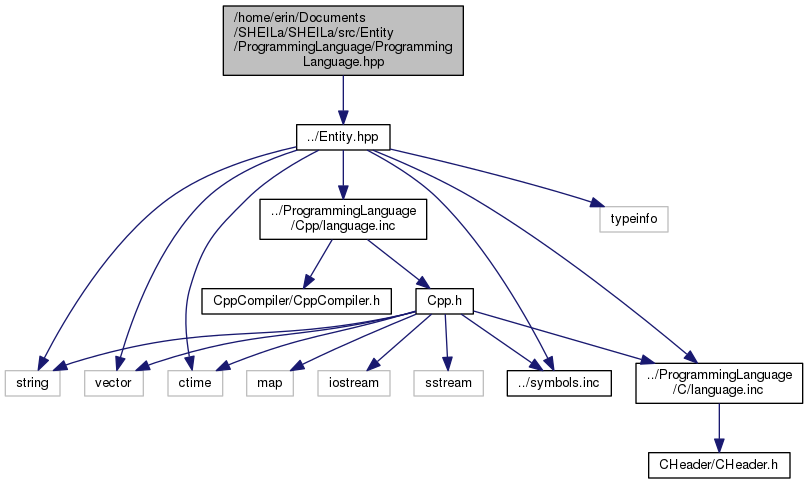 /home/erin/Documents
/SHEILa/SHEILa/src/Entity
/ProgrammingLanguage/Programming
Language.hpp
../Entity.hpp
../ProgrammingLanguage
/Cpp/language.inc
typeinfo
CppCompiler/CppCompiler.h
Cpp.h
string
vector
ctime
map
iostream
sstream
../symbols.inc
../ProgrammingLanguage
/C/language.inc
CHeader/CHeader.h